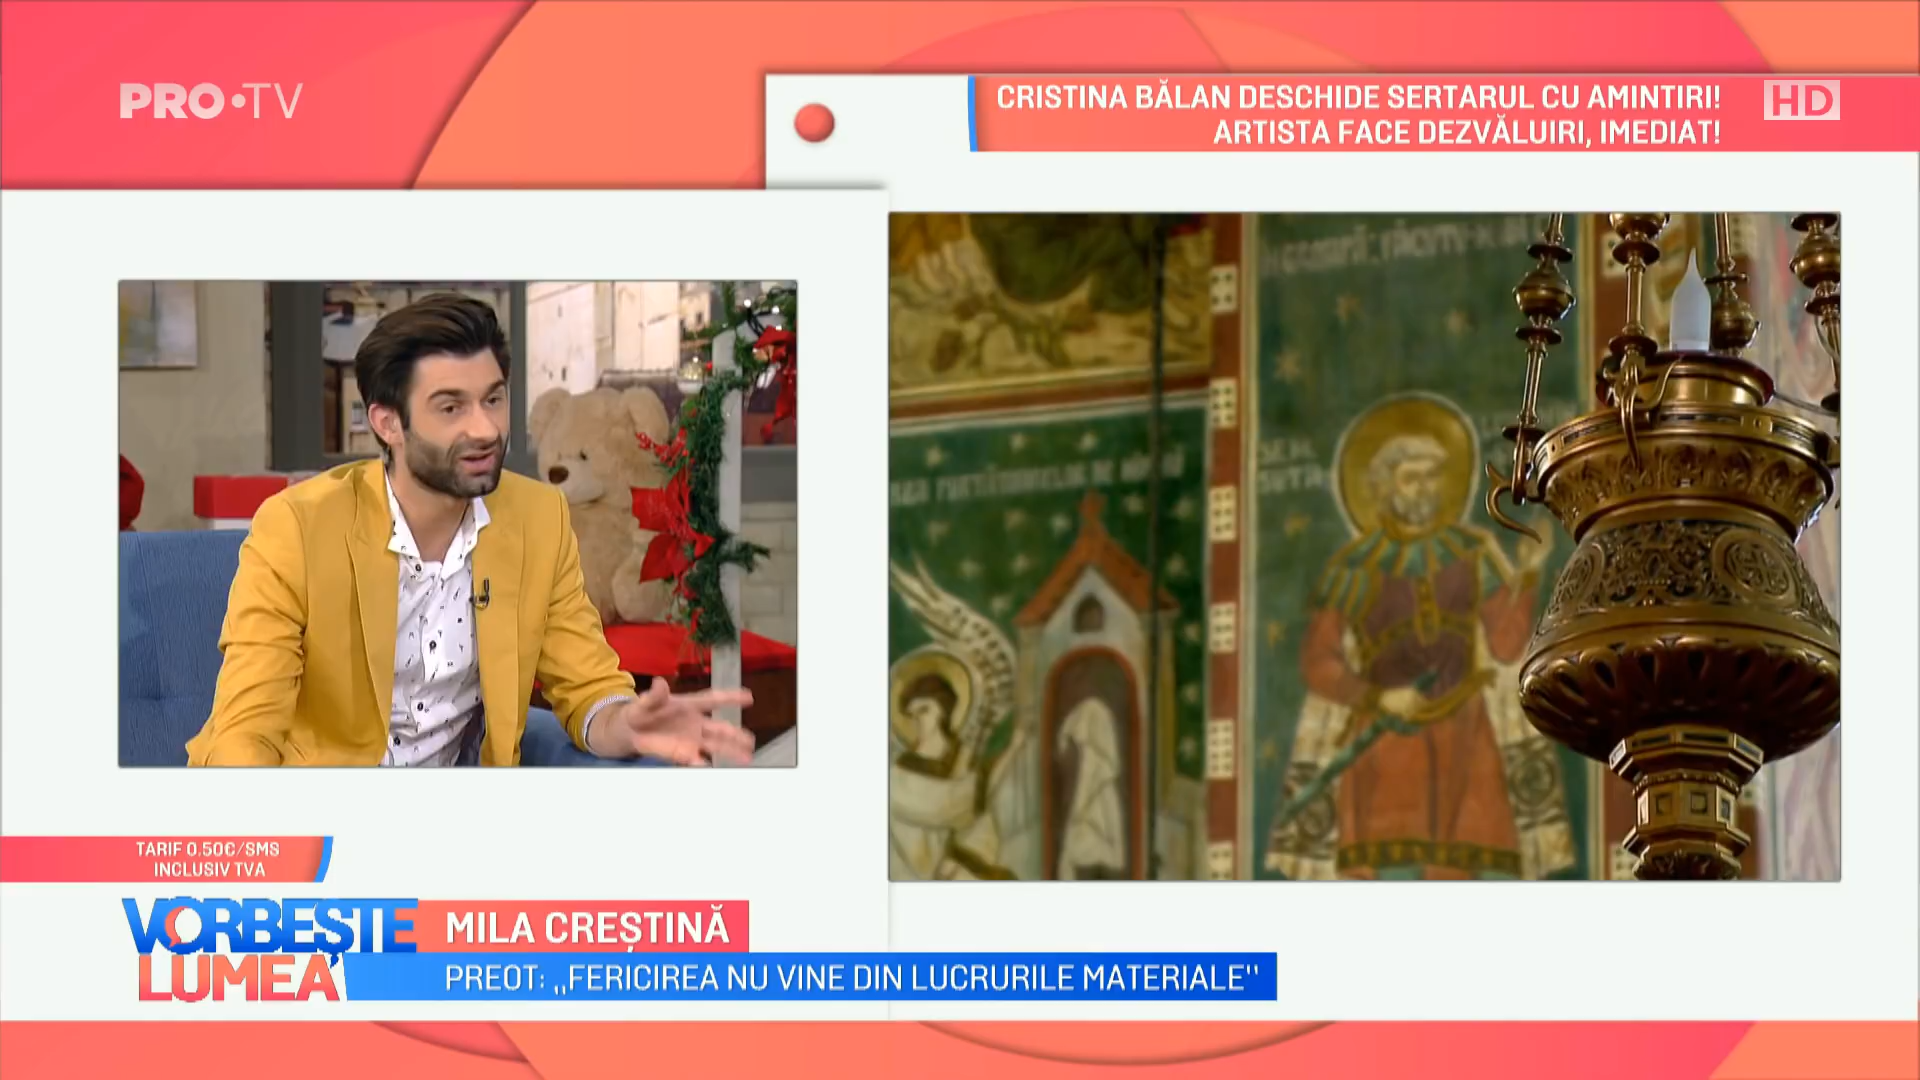 PRO•TV
CRISTINA BĂLAN DESCHIDE SERTARUL CU AMINTIRI!
ARTISTA FACE DEZVĂLUIRI, IMEDIAT!
HD
TARIF 0,50€/SMS
INCLUSIV TVA
VORBEȘTE
LUMEA
MILA CREȘTINĂ
PREOT: „FERICIREA NU VINE DIN LUCRURILE MATERIALE"